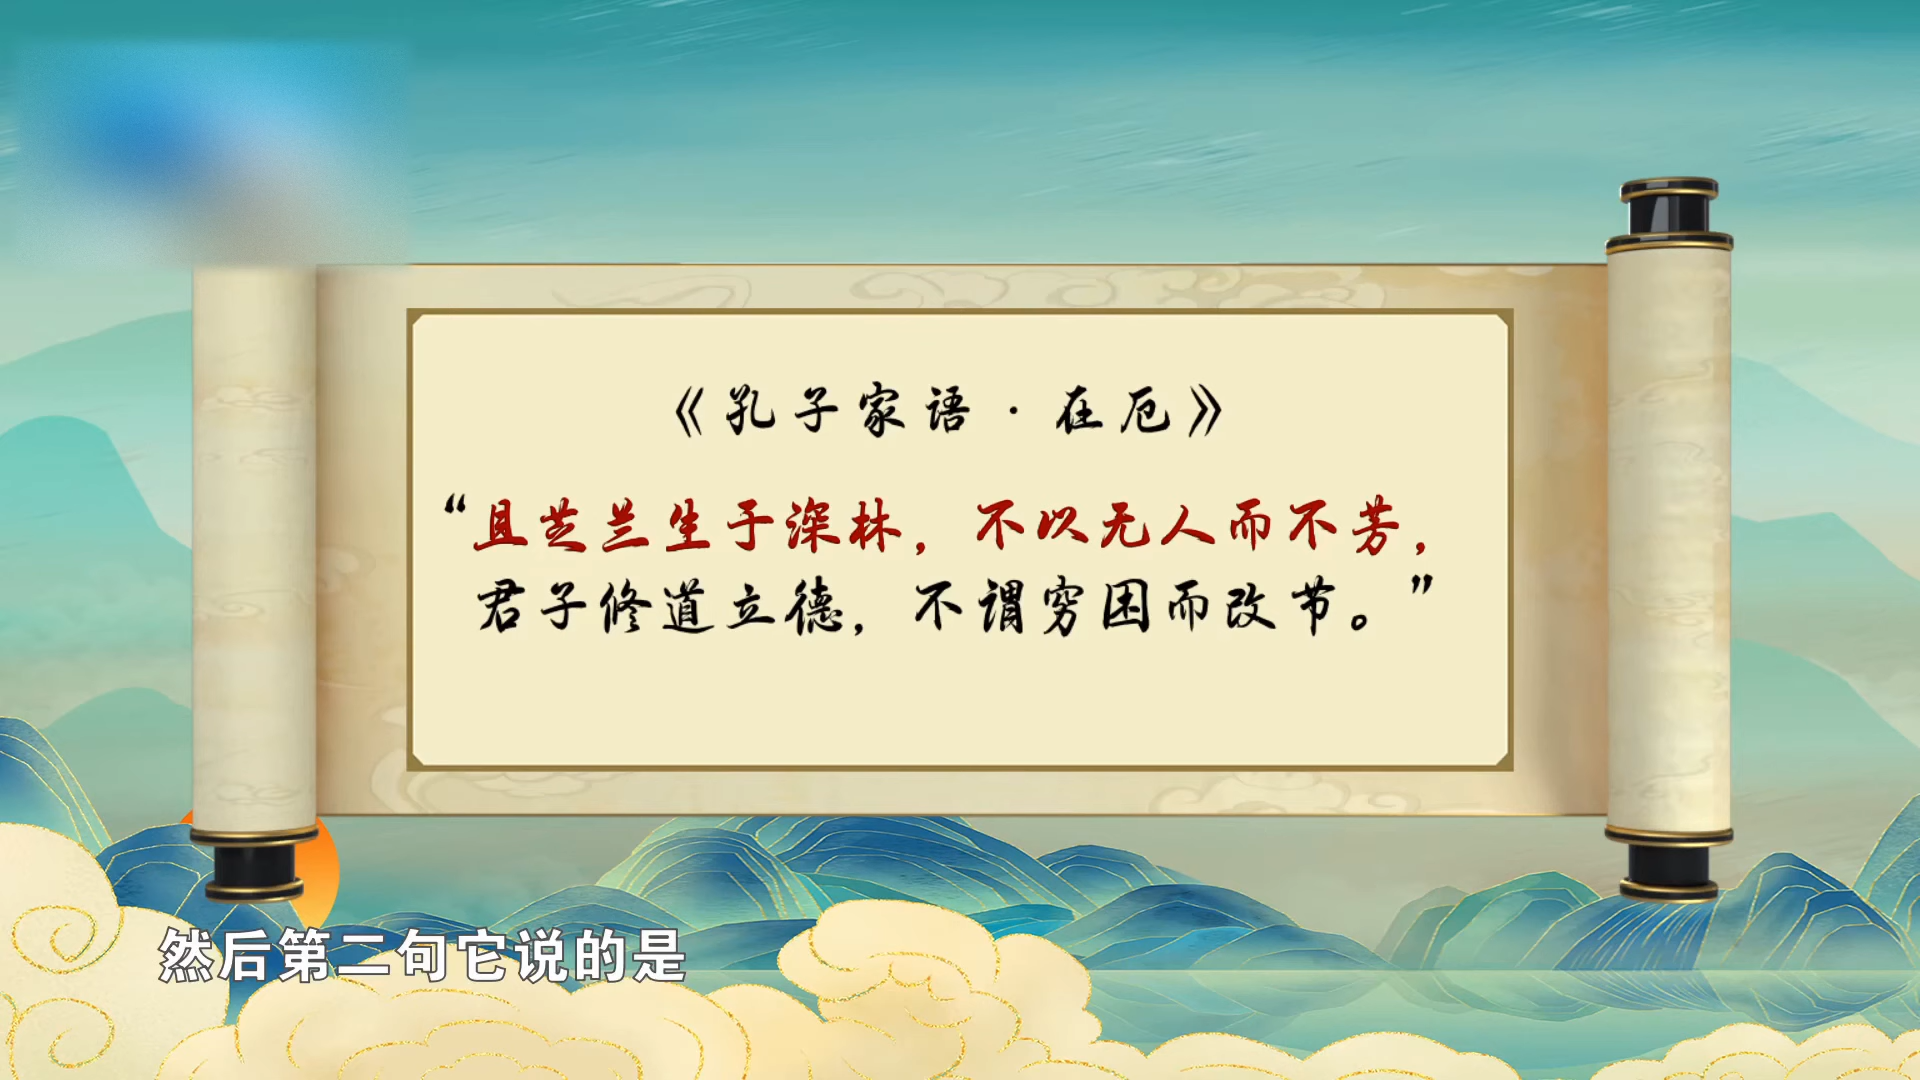 《孔子家语·在厄》
“且芝兰生于深林，不以无人而不芳，
君子修道立德，不谓穷困而改节。”
然后第二句它说的是